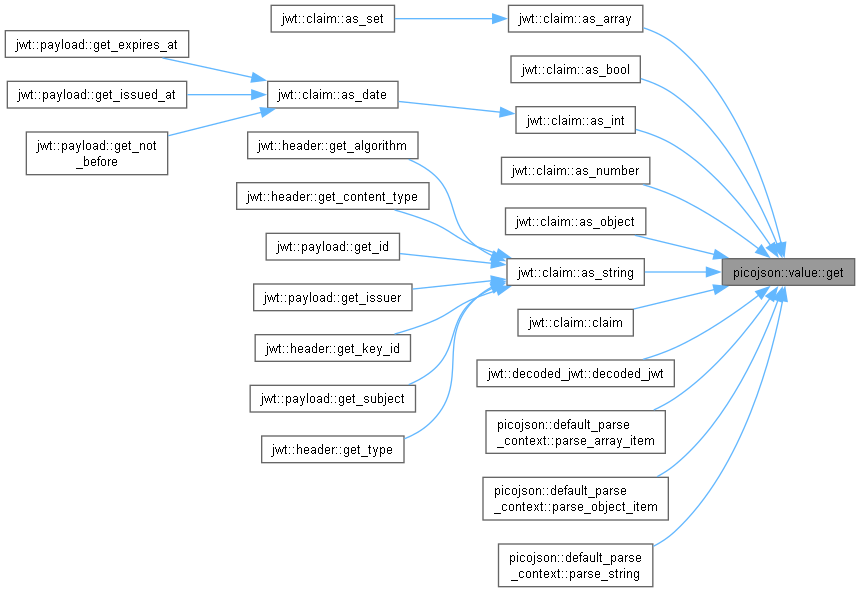 jwt::claim::as_set
jwt::claim::as_array
jwt::payload::get_expires_at
jwt::claim::as_bool
jwt::payload::get_issued_at
jwt::claim::as_date
jwt::claim::as_int
jwt::payload::get_not
_before
jwt::header::get_algorithm
jwt::claim::as_number
jwt::header::get_content_type
jwt::claim::as_object
jwt::payload::get_id
jwt::claim::as_string
picojson::value::get
jwt::payload::get_issuer
jwt::claim::claim
jwt::header::get_key_id
jwt::decoded_jwt::decoded_jwt
jwt::payload::get_subject
picojson::default_parse
_context::parse_array_item
jwt::header::get_type
picojson::default_parse
_context::parse_object_item
picojson::default_parse
_context::parse_string